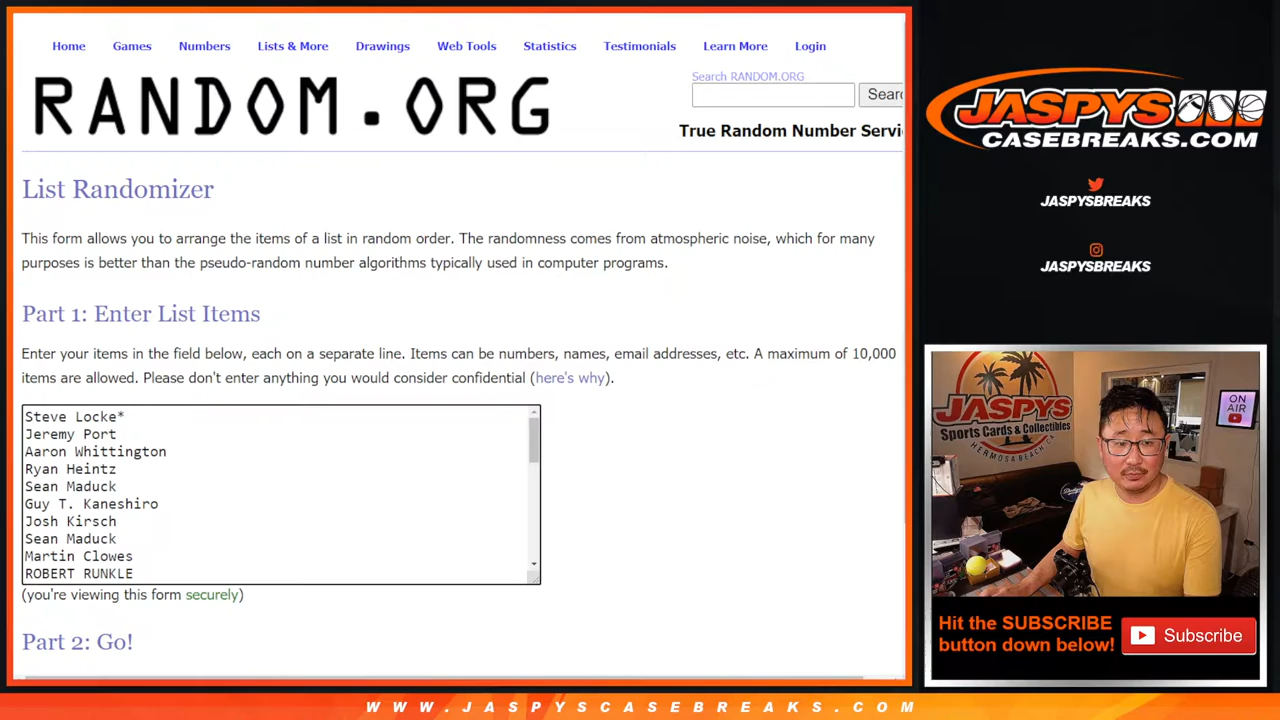 Home Games Numbers Lists & More Drawings Web Tools Statistics Testimonials Learn More Login
RANDOM.ORG
Search RANDOM.ORG
Searc
True Random Number Servi
List Randomizer
This form allows you to arrange the items of a list in random order. The randomness comes from atmospheric noise, which for many
purposes is better than the pseudo-random number algorithms typically used in computer programs.
Part 1: Enter List Items
Enter your items in the field below, each on a separate line. Items can be numbers, names, email addresses, etc. A maximum of 10,000
items are allowed. Please don't enter anything you would consider confidential (here's why).
Steve Locke*
Jeremy Port
Aaron Whittington
Ryan Heintz
Sean Maduck
Guy T. Kaneshiro
Josh Kirsch
Sean Maduck
Martin Clowes
ROBERT RUNKLE
(you're viewing this form securely)
Part 2: Go!
JASPYS
CASEBREAKS.COM
JASPYSBREAKS
JASPYSBREAKS
JASPYS
Sports Cards & Collectibles
HERMOSA BEACH, CA
ON
AIR
Hit the SUBSCRIBE
button down below!
Subscribe
WWW.JASPYSCASEBREAKS.COM